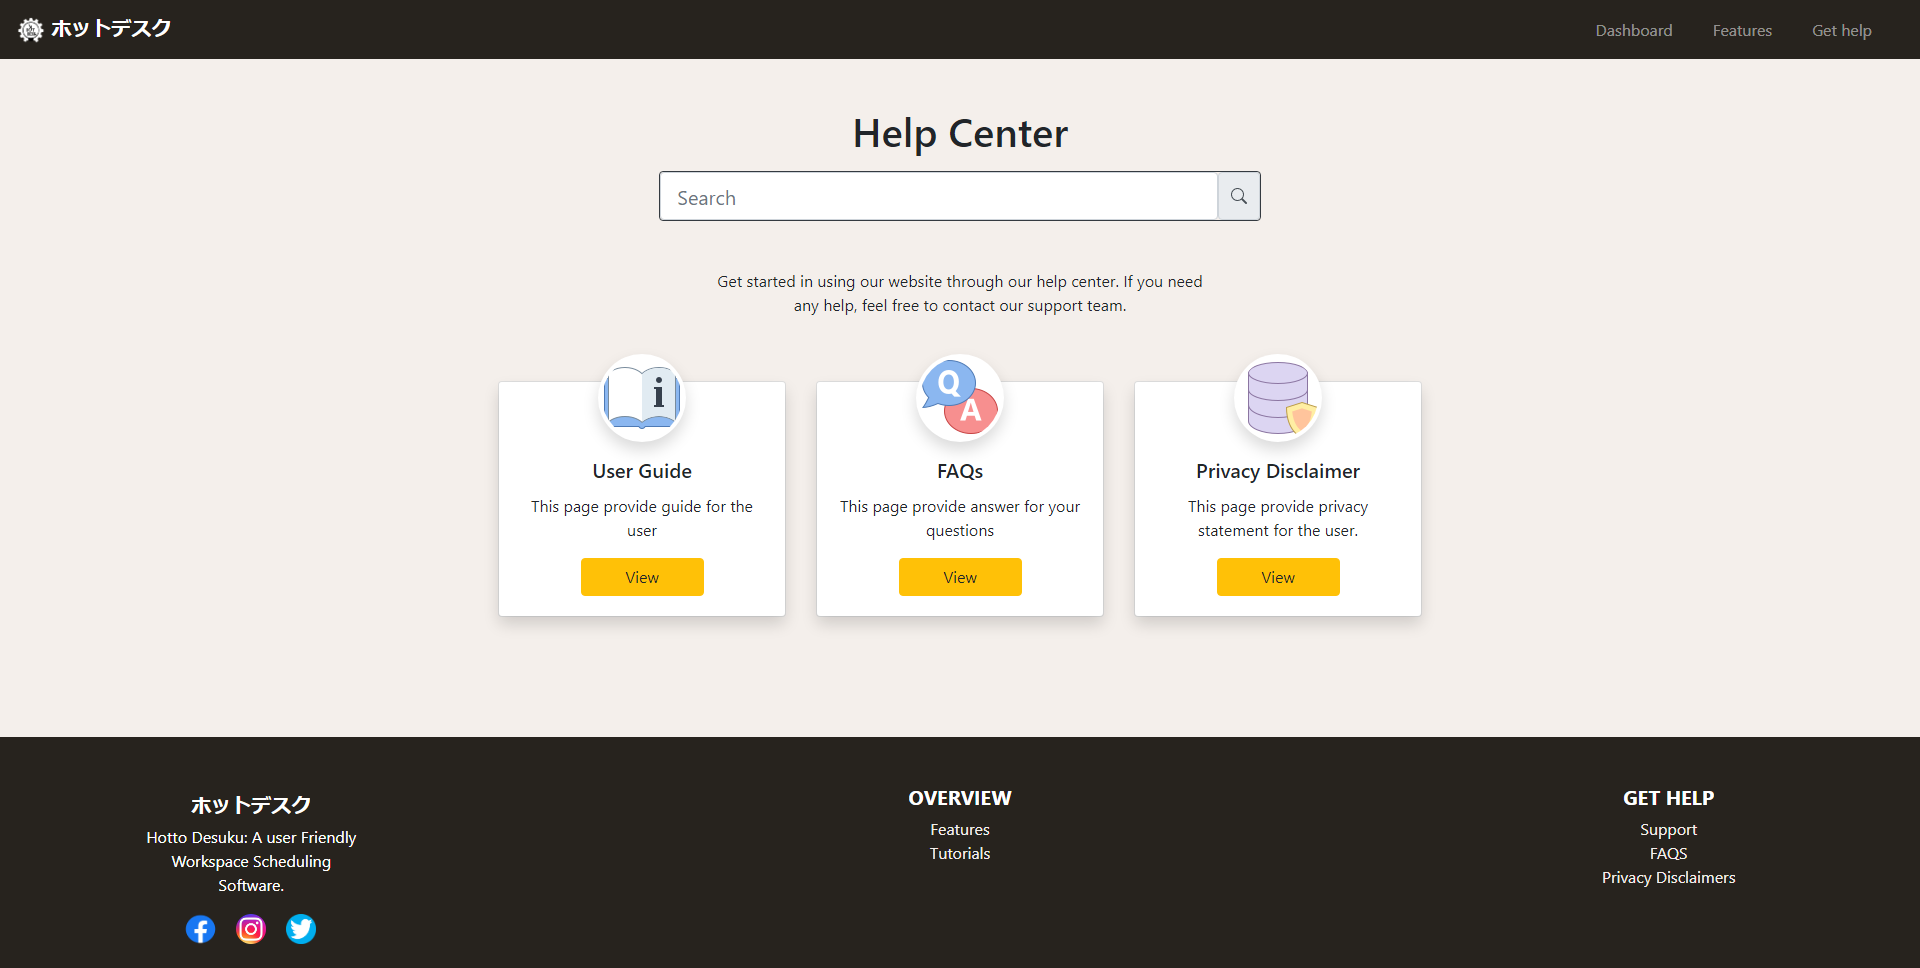 ホットデスク
Dashboard
Features
Get help
Help Center
Search
Get started in using our website through our help center. If you need
any help, feel free to contact our support team.
i
User Guide
This page provide guide for the
user
View
Q
A
FAQs
This page provide answer for your
questions
View
Privacy Disclaimer
This page provide privacy
statement for the user.
View
ホットデスク
Hotto Desuku: A user Friendly
Workspace Scheduling
Software.
OVERVIEW
Features
Tutorials
GET HELP
Support
FAQS
Privacy Disclaimers